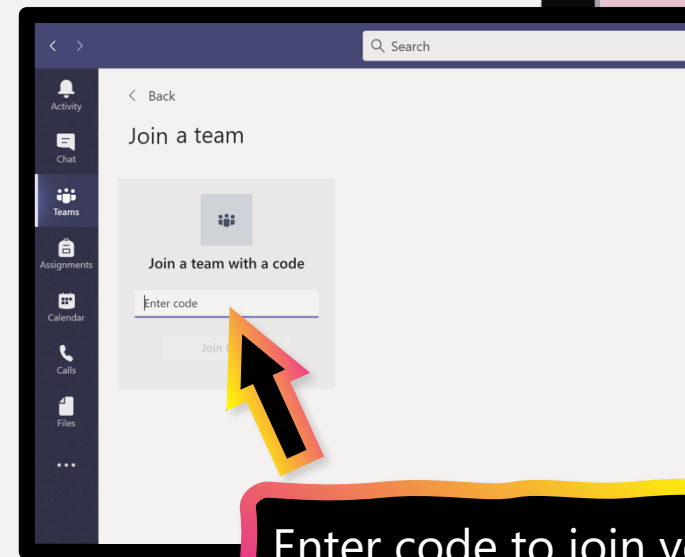 Search
Activity
Back
Join a team
Chat
Teams
Join a team with a code
Assignments
Enter code
Calendar
Join
Calls
Files
Enter code to join